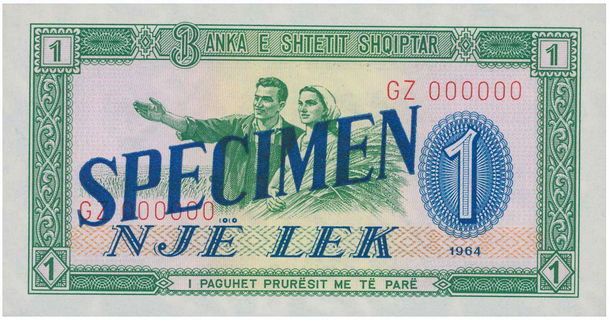 1 BANKA E SHTETIT SHQIPTAR 1
GZ 000000
SPECIMEN
1
GZ 000000
NJE LEK
1964
1 I PAGUHET PRURËSIT ME TË PARË 1